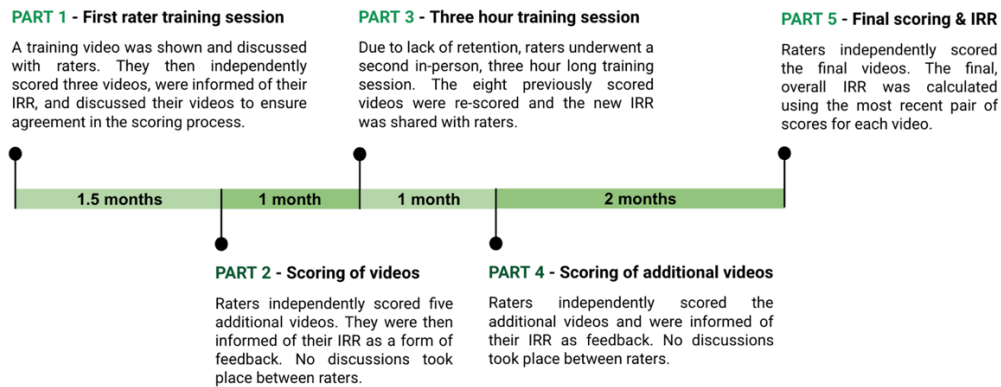 PART 1 - First rater training session
A training video was shown and discussed
with raters. They then independently
scored three videos, were informed of their
IRR, and discussed their videos to ensure
agreement in the scoring process.
PART 3 - Three hour training session
Due to lack of retention, raters underwent a
second in-person, three hour long training
session. The eight previously scored
videos were re-scored and the new IRR
was shared with raters.
PART 5 - Final scoring & IRR
Raters independently scored
the final videos. The final,
overall IRR was calculated
using the most recent pair of
scores for each video.
1.5 months
1 month
1 month
2 months
PART 2 - Scoring of videos
Raters independently scored five
additional videos. They were then
informed of their IRR as a form of
feedback. No discussions took
place between raters.
PART 4 - Scoring of additional videos
Raters independently scored the
additional videos and were informed of
their IRR as feedback. No discussions
took place between raters.